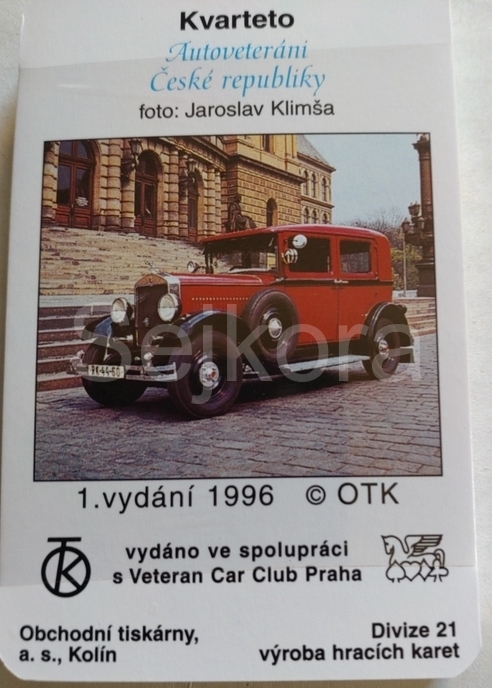 Kvarteto
Autoveteráni
České republiky
foto: Jaroslav Klimša
Sejkora
1.vydání 1996 © OTK
vydáno ve spolupráci
s Veteran Car Club Praha
Obchodní tiskárny,
a. s., Kolín
Divize 21
výroba hracích karet